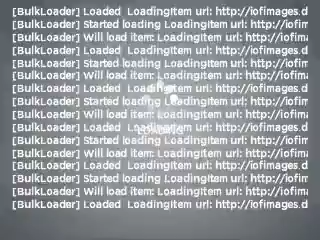 [BulkLoader] Loaded LoadingItem url: http://iofimages.d
[BulkLoader] Started loading LoadingItem url: http://iofim
[BulkLoader] Will load item: LoadingItem url: http://iofima
[BulkLoader] Loaded LoadingItem url: http://iofimages.d
[BulkLoader] Started loading LoadingItem url: http://iofim
[BulkLoader] Will load item: LoadingItem url: http://iofima
[BulkLoader] Loaded LoadingItem url: http://iofimages.d
[BulkLoader] Started loading LoadingItem url: http://iofim
[BulkLoader] Will load item: LoadingItem url: http://iofima
[BulkLoader] Loaded LoadingItem url: http://iofimages.d
[BulkLoader] Started loading LoadingItem url: http://iofim
[BulkLoader] Will load item: LoadingItem url: http://iofima
[BulkLoader] Loaded LoadingItem url: http://iofimages.d
[BulkLoader] Started loading LoadingItem url: http://iofim
[BulkLoader] Will load item: LoadingItem url: http://iofima
[BulkLoader] Loaded LoadingItem url: http://iofimages.d